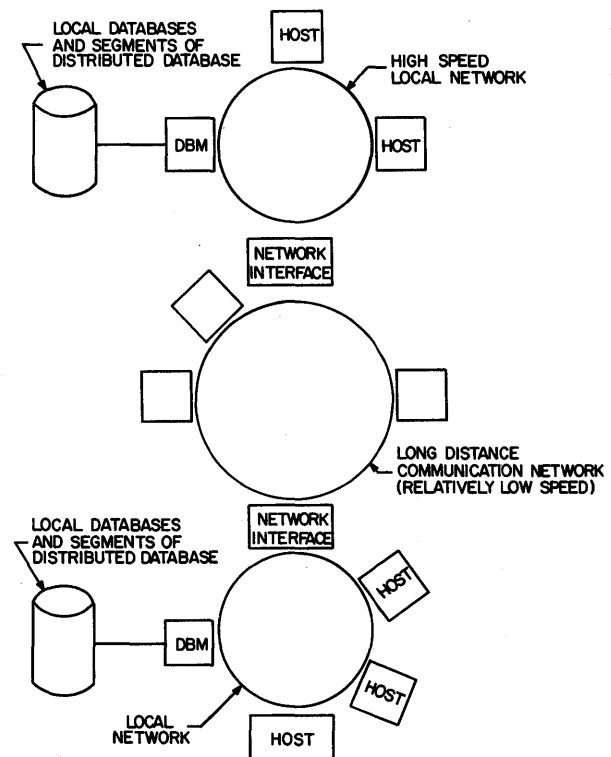 LOCAL DATABASES
AND SEGMENTS OF
DISTRIBUTED DATABASE
HOST
HIGH SPEED
LOCAL NETWORK
DBM
HOST
NETWORK
INTERFACE
LONG DISTANCE
COMMUNICATION NETWORK
(RELATIVELY LOW SPEED)
NETWORK
INTERFACE
LOCAL DATABASES
AND SEGMENTS OF
DISTRIBUTED DATABASE
HOST
DBM
HOST
LOCAL
NETWORK
HOST